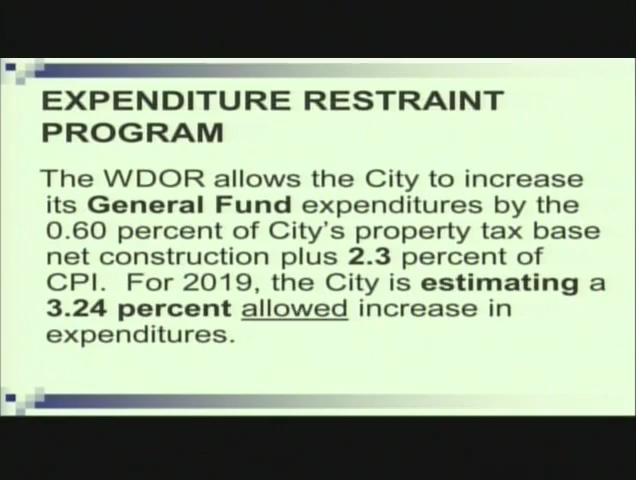 EXPENDITURE RESTRAINT
PROGRAM
The WDOR allows the City to increase
its General Fund expenditures by the
0.60 percent of City's property tax base
net construction plus 2.3 percent of
CPI. For 2019, the City is estimating a
3.24 percent allowed increase in
expenditures.